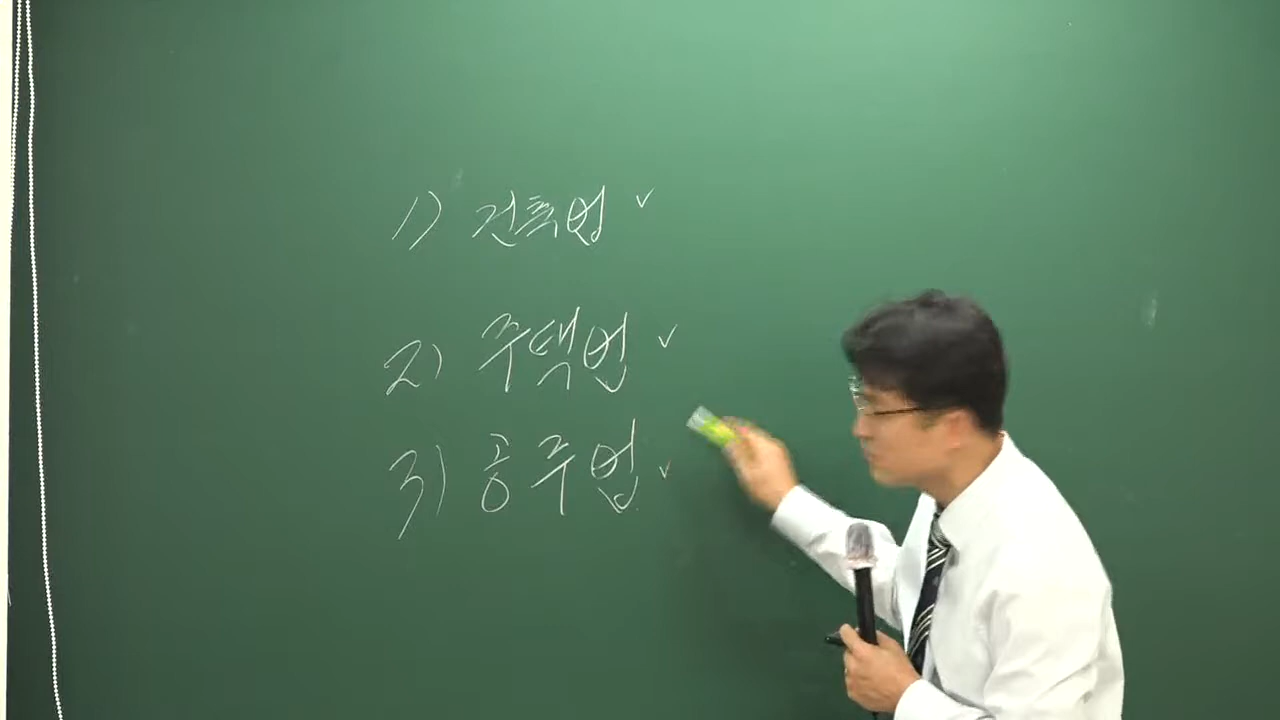 1) 건축법 ✓
2) 주택법 ✓
3) 공주법 ✓